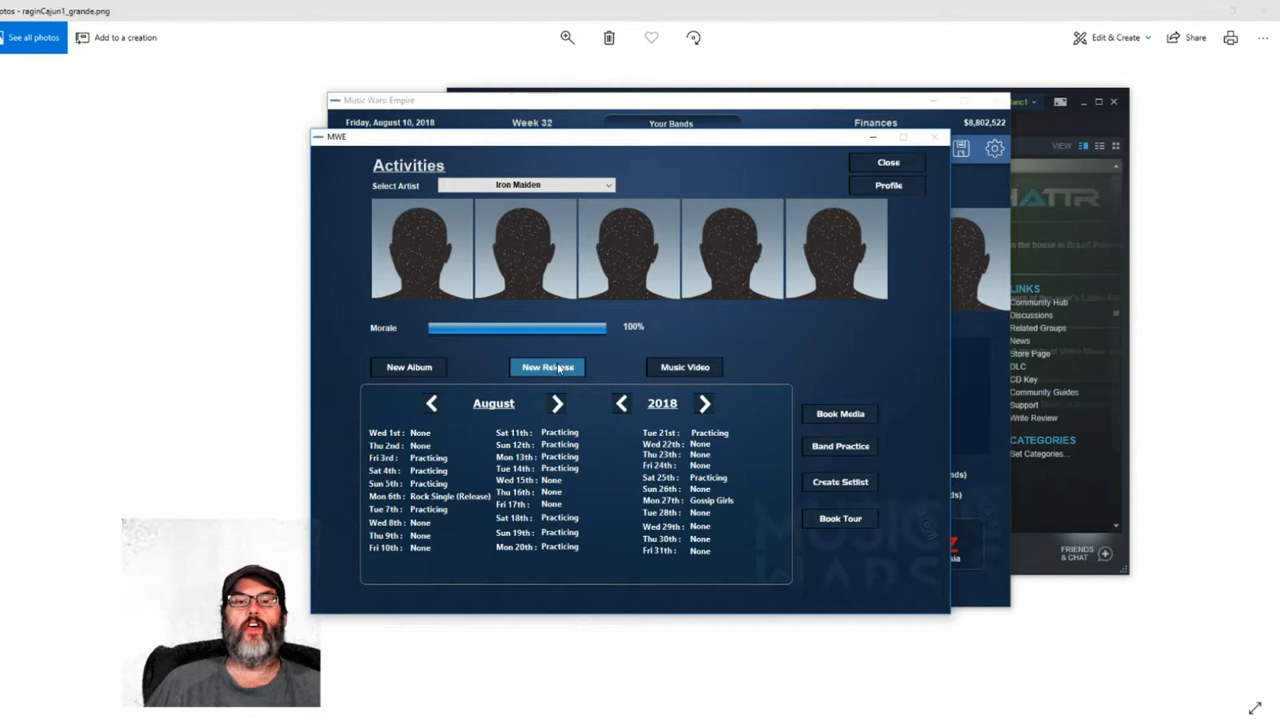 otos - raginCajun1_grande.png
See all photos
Add to a creation
Edit & Create
Share
Music Wars: Empire
Friday, August 10, 2018
Week 32
Your Bands
Finances
$8,802,522
MWE
Activities
Close
Select Artist
Iron Maiden
Profile
VIEW
Morale
100%
New Album
New Release
Music Video
August
2018
Wed 1st : None
Thu 2nd : None
Fri 3rd : Practicing
Sat 4th : Practicing
Sun 5th : Practicing
Mon 6th : Rock Single (Release)
Tue 7th : Practicing
Wed 8th : None
Thu 9th : None
Fri 10th : None
Sat 11th : Practicing
Sun 12th : Practicing
Mon 13th : Practicing
Tue 14th : Practicing
Wed 15th : None
Thu 16th : None
Fri 17th : None
Sat 18th : Practicing
Sun 19th : Practicing
Mon 20th : Practicing
Tue 21st : Practicing
Wed 22th : None
Thu 23th : None
Fri 24th : None
Sat 25th : Practicing
Sun 26th : None
Mon 27th : Gossip Girls
Tue 28th : None
Wed 29th : None
Thu 30th : None
Fri 31th : None
Book Media
Band Practice
Create Setlist
Book Tour
MUSIC
WARS
LINKS
Community Hub
Discussions
Related Groups
News
Store Page
DLC
CD Key
Community Guides
Support
Write Review
CATEGORIES
Set Categories...
FRIENDS
& CHAT